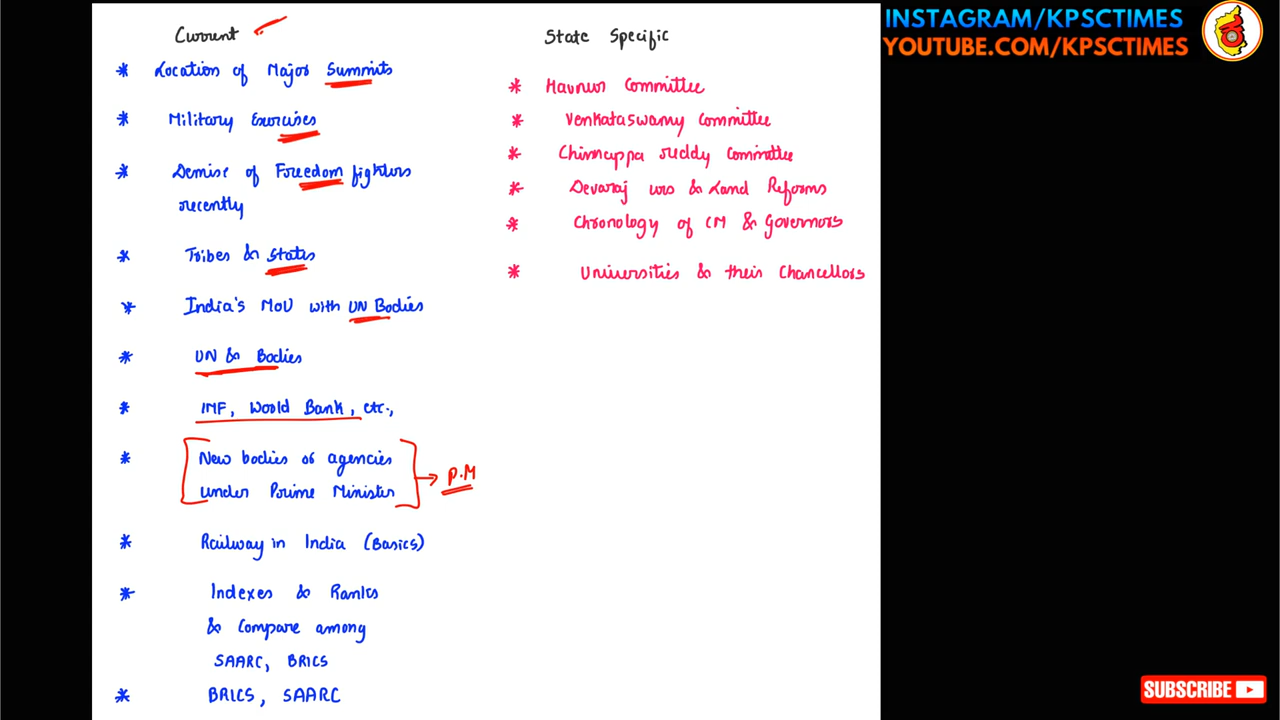 Current
* Location of Major Summits
* Military Exercises
* Demise of Freedom fighters
recently
* Tribes & States
* India's MoU with UN Bodies
* UN & Bodies
* IMF, World Bank, etc.,
* New bodies or agencies
under Prime Minister
→ P.M
* Railway in India (Basics)
* Indexes & Ranks
& Compare among
SAARC, BRICS
* BRICS, SAARC
State Specific
* Havnur Committee
* Venkataswamy Committee
* Chinnappa reddy Committee
* Devaraj urs & Land Reforms
* Chronology of CM & Governors
* Universities & their Chancellors
INSTAGRAM/KPSCTIMES
YOUTUBE.COM/KPSCTIMES
SUBSCRIBE